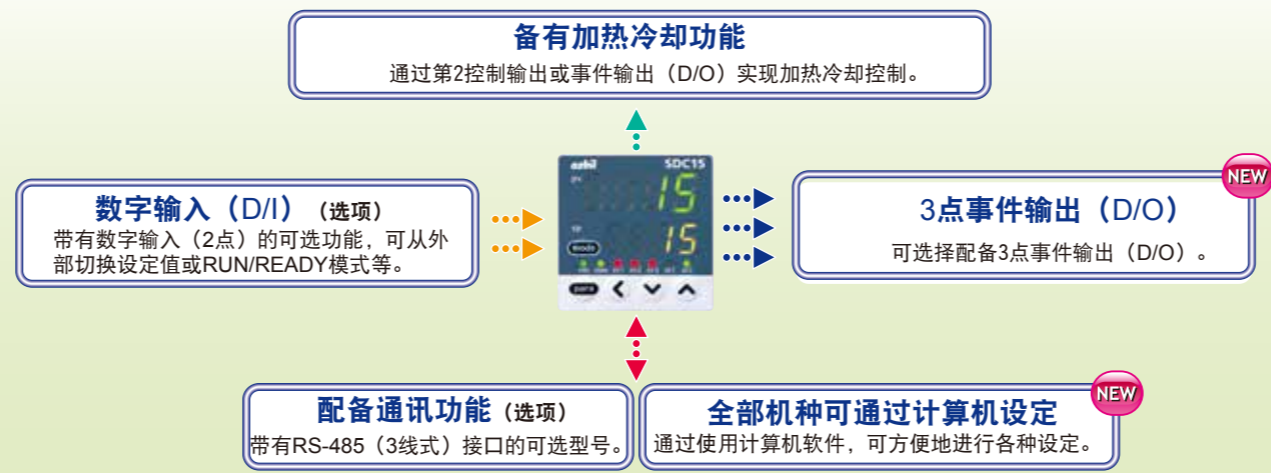 备有加热冷却功能
通过第2控制输出或事件输出（D/O）实现加热冷却控制。
数字输入（D/I）（选项）
带有数字输入（2点）的可选功能，可从外
部切换设定值或RUN/READY模式等。
azbil SDC15
PV
15
SP
15
mode
para
NEW
3点事件输出（D/O）
可选择配备3点事件输出（D/O）。
配备通讯功能（选项）
带有RS-485（3线式）接口的可选型号。
NEW
全部机种可通过计算机设定
通过使用计算机软件，可方便地进行各种设定。